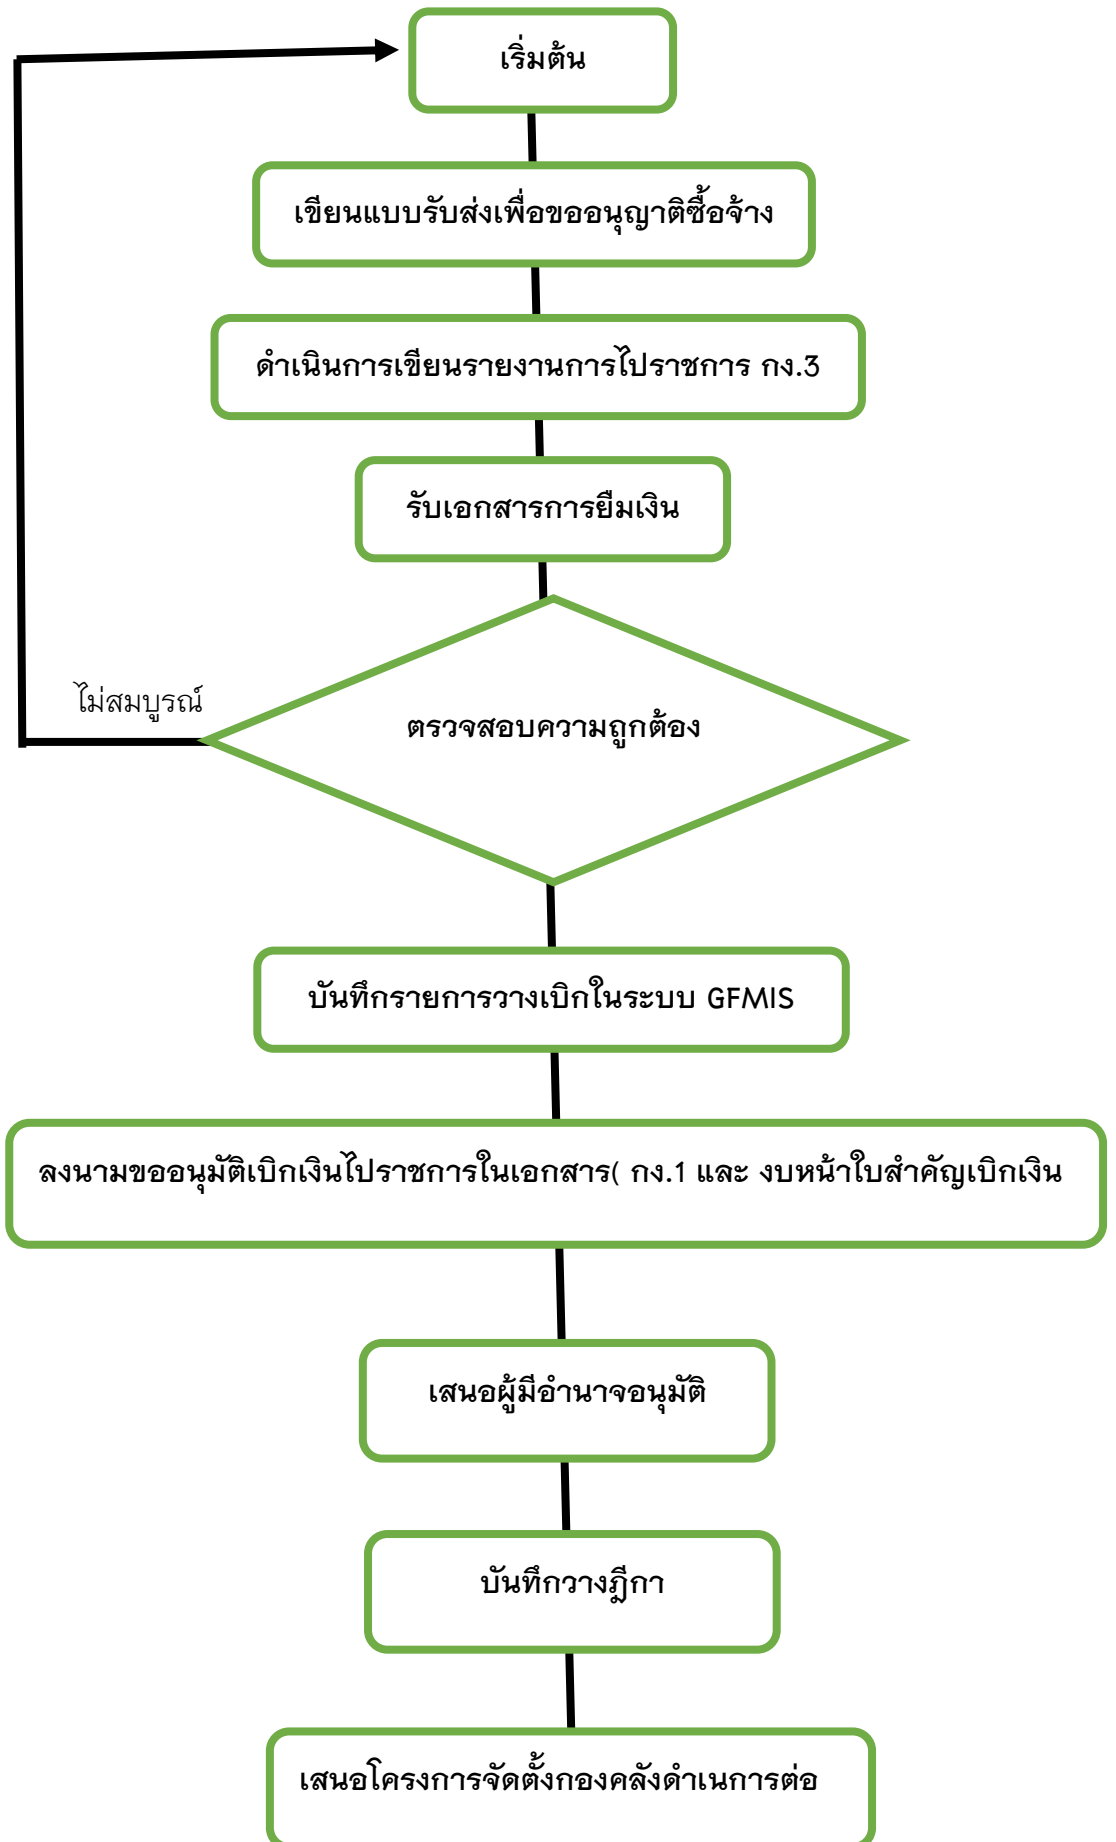 เริ่มต้น
เขียนแบบรับส่งเพื่อขออนุญาติซื้อจ้าง
ดำเนินการเขียนรายงานการไปราชการ กง.3
รับเอกสารการยืมเงิน
ไม่สมบูรณ์
ตรวจสอบความถูกต้อง
บันทึกรายการวางเบิกในระบบ GFMIS
ลงนามขออนุมัติเบิกเงินไปราชการในเอกสาร( กง.1 และ งบหน้าใบสำคัญเบิกเงิน
เสนอผู้มีอำนาจอนุมัติ
บันทึกวางฎีกา
เสนอโครงการจัดตั้งกองคลังดำเนการต่อ